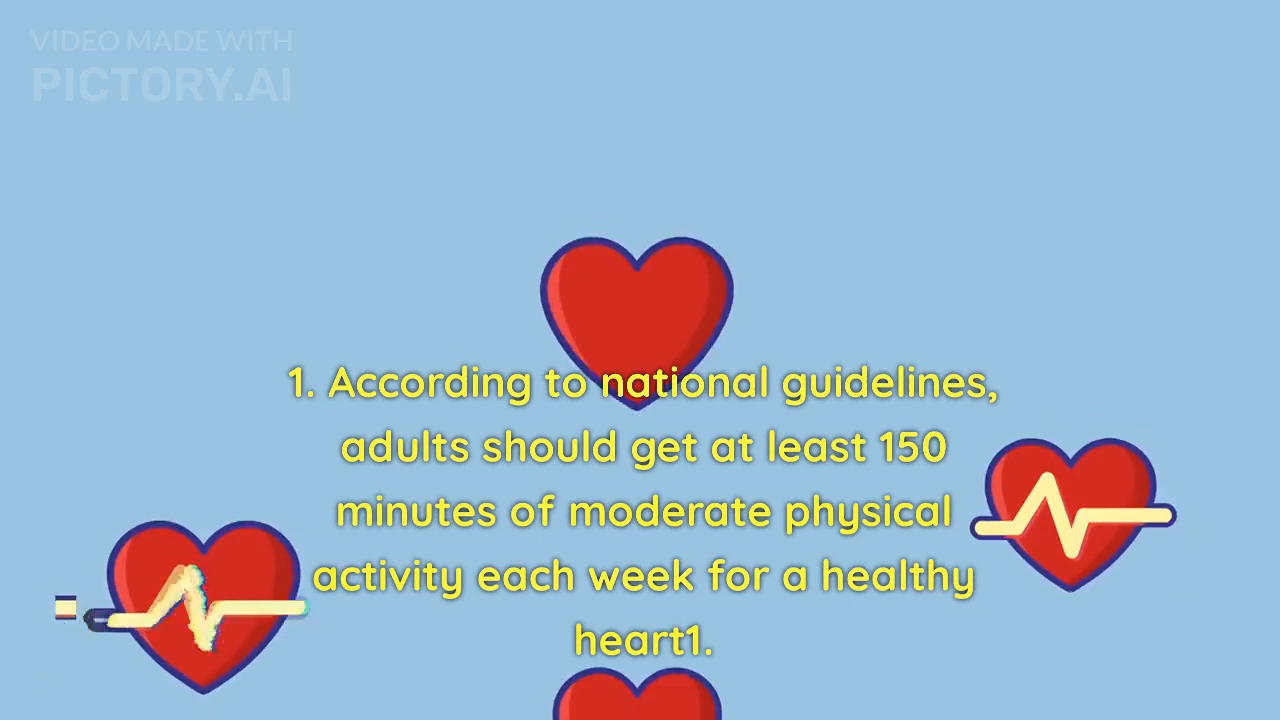 VIDEO MADE WITH
PICTORY.AI
1. According to national guidelines,
adults should get at least 150
minutes of moderate physical
activity each week for a healthy
heart1.